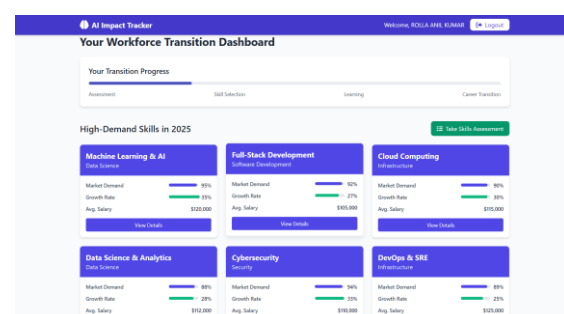 AI Impact Tracker
Welcome, ROLLA ANIL KUMAR
Logout
Your Workforce Transition Dashboard
Your Transition Progress
Assessment Skill Selection Learning Career Transition
High-Demand Skills in 2025
Take Skills Assessment
Machine Learning & AI
Data Science
Market Demand 95%
Growth Rate 35%
Avg. Salary $120,000
View Details
Full-Stack Development
Software Development
Market Demand 92%
Growth Rate 27%
Avg. Salary $105,000
View Details
Cloud Computing
Infrastructure
Market Demand 90%
Growth Rate 30%
Avg. Salary $115,000
View Details
Data Science & Analytics
Data Science
Market Demand 88%
Growth Rate 28%
Avg. Salary $112,000
Cybersecurity
Security
Market Demand 94%
Growth Rate 33%
Avg. Salary $110,000
DevOps & SRE
Infrastructure
Market Demand 89%
Growth Rate 25%
Avg. Salary $125,000